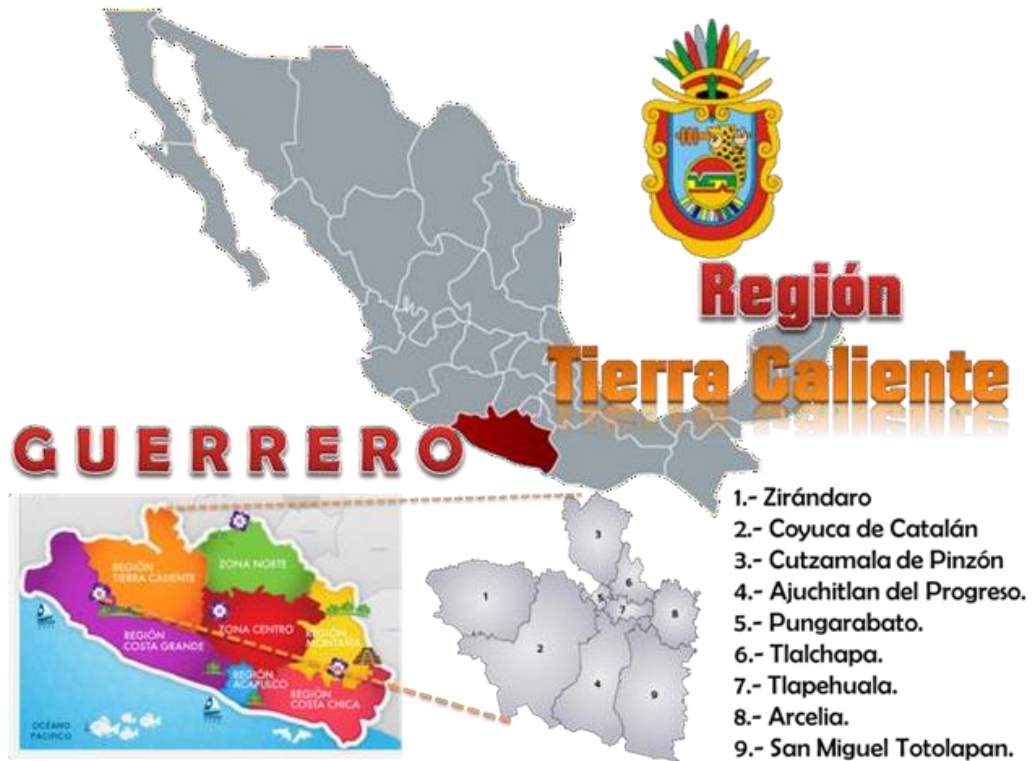 Región
Tierra Caliente
GUERRERO
1.- Zirándaro
2.- Coyuca de Catalán
3.- Cutzamala de Pinzón
4.- Ajuchitlan del Progreso.
5.- Pungarabato.
6.- Tlalchapa.
7.- Tlapehuala.
8.- Arcelia.
9.- San Miguel Totolapan.
REGIÓN
TIERRA CALIENTE
ZONA NORTE
ZONA CENTRO
REGIÓN
MONTAÑA
REGIÓN
COSTA GRANDE
REGIÓN
ACAPULCO
REGIÓN
COSTA CHICA
OCÉANO
PACIFICO
3
6
1
5
7
8
2
4
9